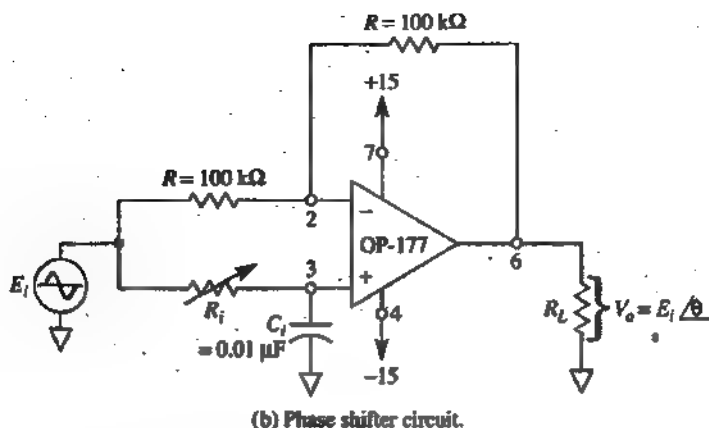 R = 100 kΩ
+15
7
R = 100 kΩ
2
−
OP-177
6
3
+
E_i
R_i
4
C_i
= 0.01 μF
R_L
V_o = E_i ∠θ
−15
(b) Phase shifter circuit.